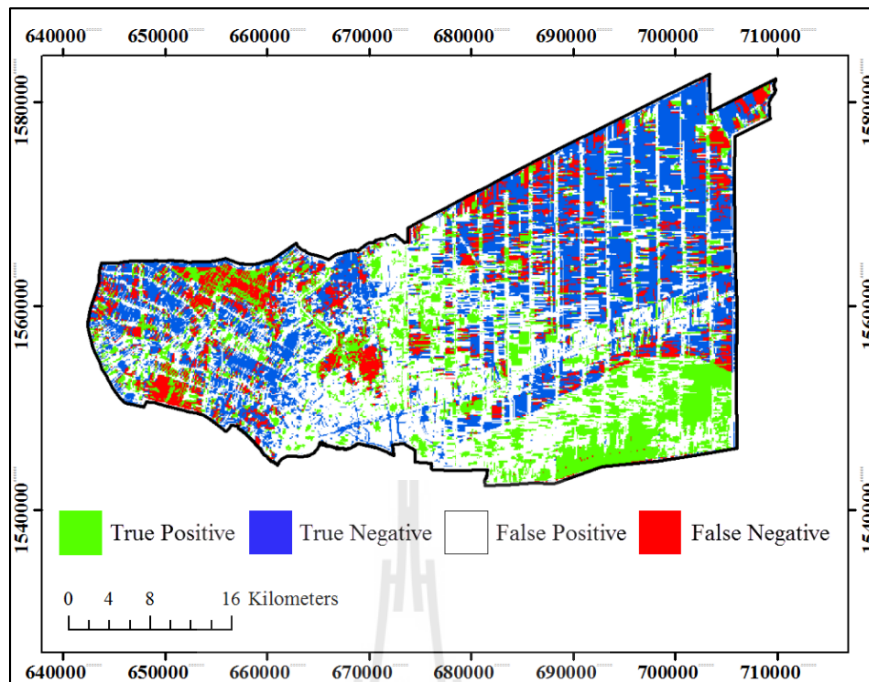 640000 650000 660000 670000 680000 690000 700000 710000
1580000 1580000
1560000 1560000
1540000 1540000
True Positive True Negative False Positive False Negative
0 4 8 16 Kilometers
640000 650000 660000 670000 680000 690000 700000 710000